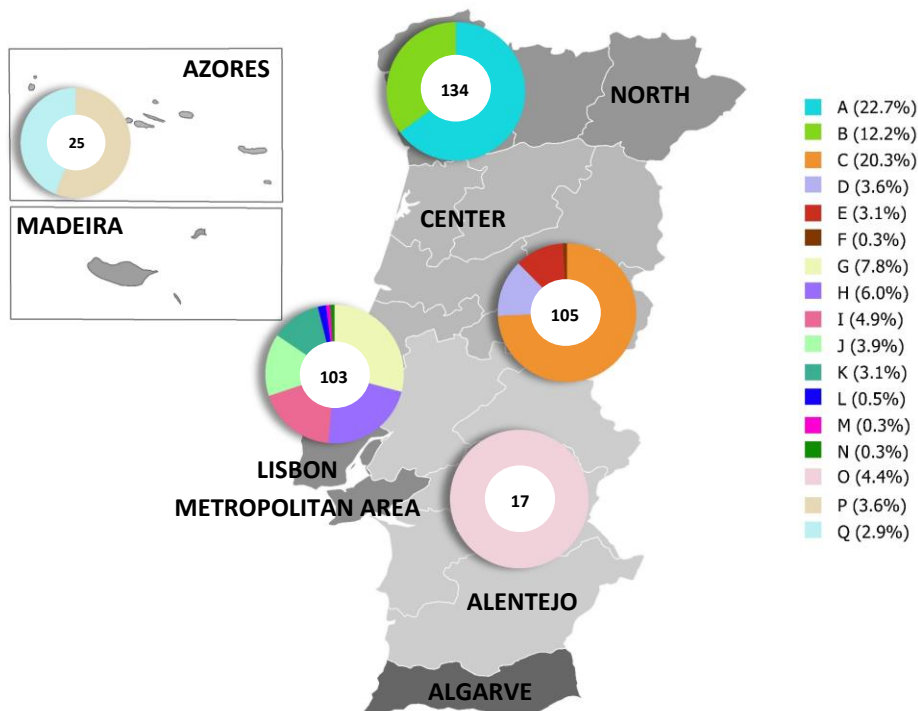 AZORES
25
MADEIRA
134
NORTH
CENTER
105
103
LISBON
METROPOLITAN AREA
17
ALENTEJO
ALGARVE
A (22.7%)
B (12.2%)
C (20.3%)
D (3.6%)
E (3.1%)
F (0.3%)
G (7.8%)
H (6.0%)
I (4.9%)
J (3.9%)
K (3.1%)
L (0.5%)
M (0.3%)
N (0.3%)
O (4.4%)
P (3.6%)
Q (2.9%)